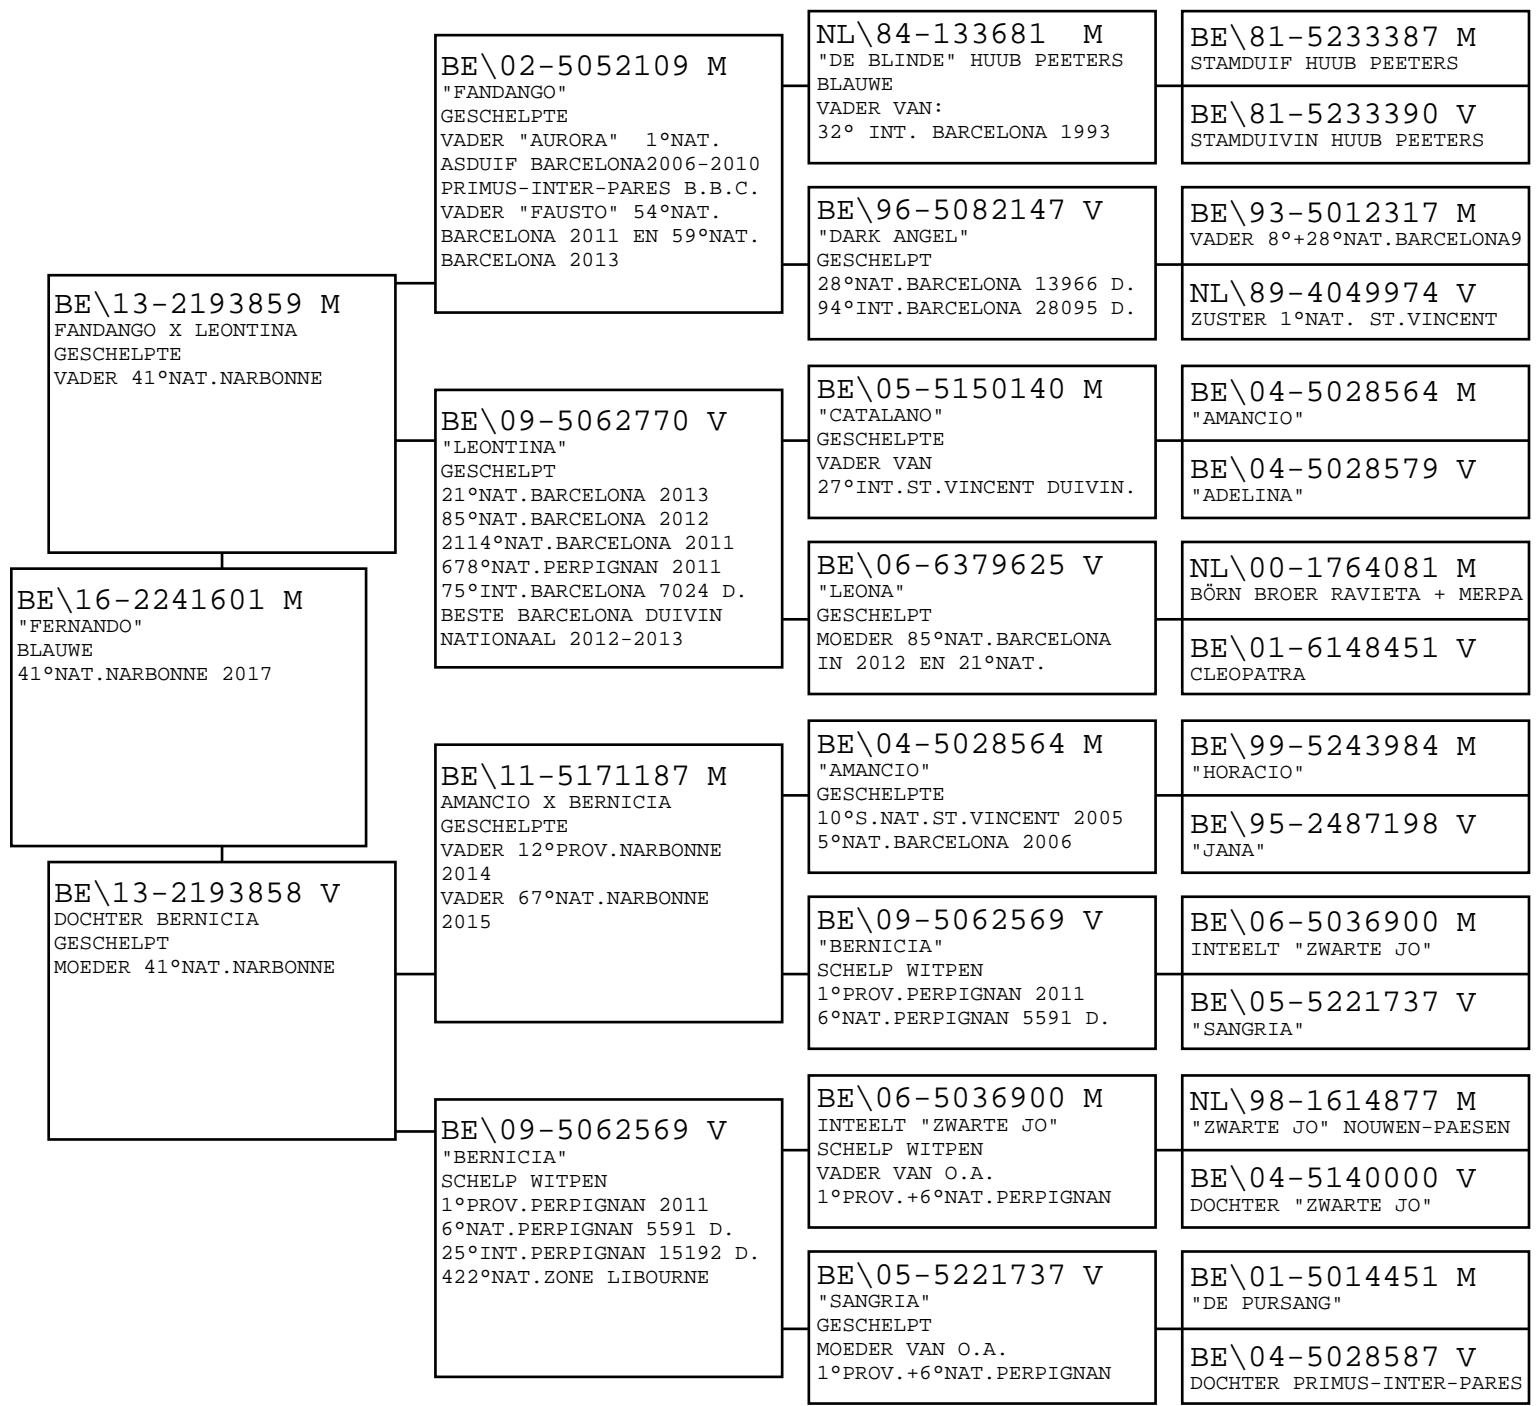 BE\16-2241601 M
"FERNANDO"
BLAUWE
41°NAT.NARBONNE 2017
BE\13-2193859 M
FANDANGO X LEONTINA
GESCHELPTE
VADER 41°NAT.NARBONNE
BE\13-2193858 V
DOCHTER BERNICIA
GESCHELPT
MOEDER 41°NAT.NARBONNE
BE\02-5052109 M
"FANDANGO"
GESCHELPTE
VADER "AURORA"  1°NAT.
ASDUIF BARCELONA2006-2010
PRIMUS-INTER-PARES B.B.C.
VADER "FAUSTO" 54°NAT.
BARCELONA 2011 EN 59°NAT.
BARCELONA 2013
BE\09-5062770 V
"LEONTINA"
GESCHELPT
21°NAT.BARCELONA 2013
85°NAT.BARCELONA 2012
2114°NAT.BARCELONA 2011
678°NAT.PERPIGNAN 2011
75°INT.BARCELONA 7024 D.
BESTE BARCELONA DUIVIN
NATIONAAL 2012-2013
BE\11-5171187 M
AMANCIO X BERNICIA
GESCHELPTE
VADER 12°PROV.NARBONNE
2014
VADER 67°NAT.NARBONNE
2015
BE\09-5062569 V
"BERNICIA"
SCHELP WITPEN
1°PROV.PERPIGNAN 2011
6°NAT.PERPIGNAN 5591 D.
25°INT.PERPIGNAN 15192 D.
422°NAT.ZONE LIBOURNE
NL\84-133681  M
"DE BLINDE" HUUB PEETERS
BLAUWE
VADER VAN:
32° INT. BARCELONA 1993
BE\96-5082147 V
"DARK ANGEL"
GESCHELPT
28°NAT.BARCELONA 13966 D.
94°INT.BARCELONA 28095 D.
BE\05-5150140 M
"CATALANO"
GESCHELPTE
VADER VAN
27°INT.ST.VINCENT DUIVIN.
BE\06-6379625 V
"LEONA"
GESCHELPT
MOEDER 85°NAT.BARCELONA
IN 2012 EN 21°NAT.
BE\04-5028564 M
"AMANCIO"
GESCHELPTE
10°S.NAT.ST.VINCENT 2005
5°NAT.BARCELONA 2006
BE\09-5062569 V
"BERNICIA"
SCHELP WITPEN
1°PROV.PERPIGNAN 2011
6°NAT.PERPIGNAN 5591 D.
BE\06-5036900 M
INTEELT "ZWARTE JO"
SCHELP WITPEN
VADER VAN O.A.
1°PROV.+6°NAT.PERPIGNAN
BE\05-5221737 V
"SANGRIA"
GESCHELPT
MOEDER VAN O.A.
1°PROV.+6°NAT.PERPIGNAN
BE\81-5233387 M
STAMDUIF HUUB PEETERS
BE\81-5233390 V
STAMDUIVIN HUUB PEETERS
BE\93-5012317 M
VADER 8°+28°NAT.BARCELONA9
NL\89-4049974 V
ZUSTER 1°NAT. ST.VINCENT
BE\04-5028564 M
"AMANCIO"
BE\04-5028579 V
"ADELINA"
NL\00-1764081 M
BÖRN BROER RAVIETA + MERPA
BE\01-6148451 V
CLEOPATRA
BE\99-5243984 M
"HORACIO"
BE\95-2487198 V
"JANA"
BE\06-5036900 M
INTEELT "ZWARTE JO"
BE\05-5221737 V
"SANGRIA"
NL\98-1614877 M
"ZWARTE JO" NOUWEN-PAESEN
BE\04-5140000 V
DOCHTER "ZWARTE JO"
BE\01-5014451 M
"DE PURSANG"
BE\04-5028587 V
DOCHTER PRIMUS-INTER-PARES